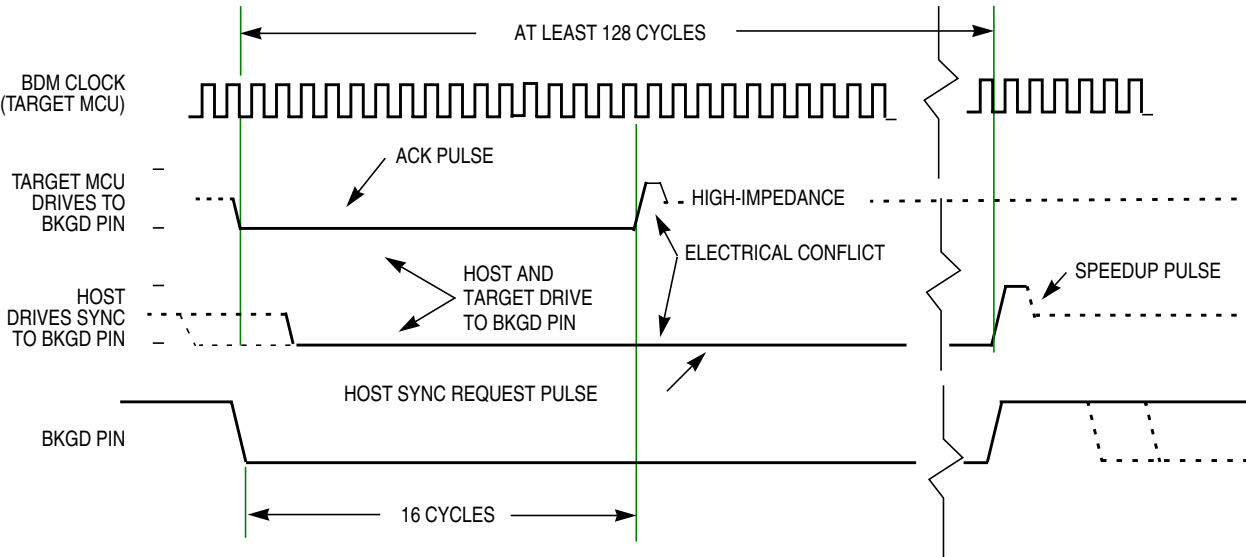 AT LEAST 128 CYCLES
BDM CLOCK
(TARGET MCU)
ACK PULSE
TARGET MCU
DRIVES TO
BKGD PIN
HIGH-IMPEDANCE
ELECTRICAL CONFLICT
HOST AND
TARGET DRIVE
TO BKGD PIN
SPEEDUP PULSE
HOST
DRIVES SYNC
TO BKGD PIN
HOST SYNC REQUEST PULSE
BKGD PIN
16 CYCLES